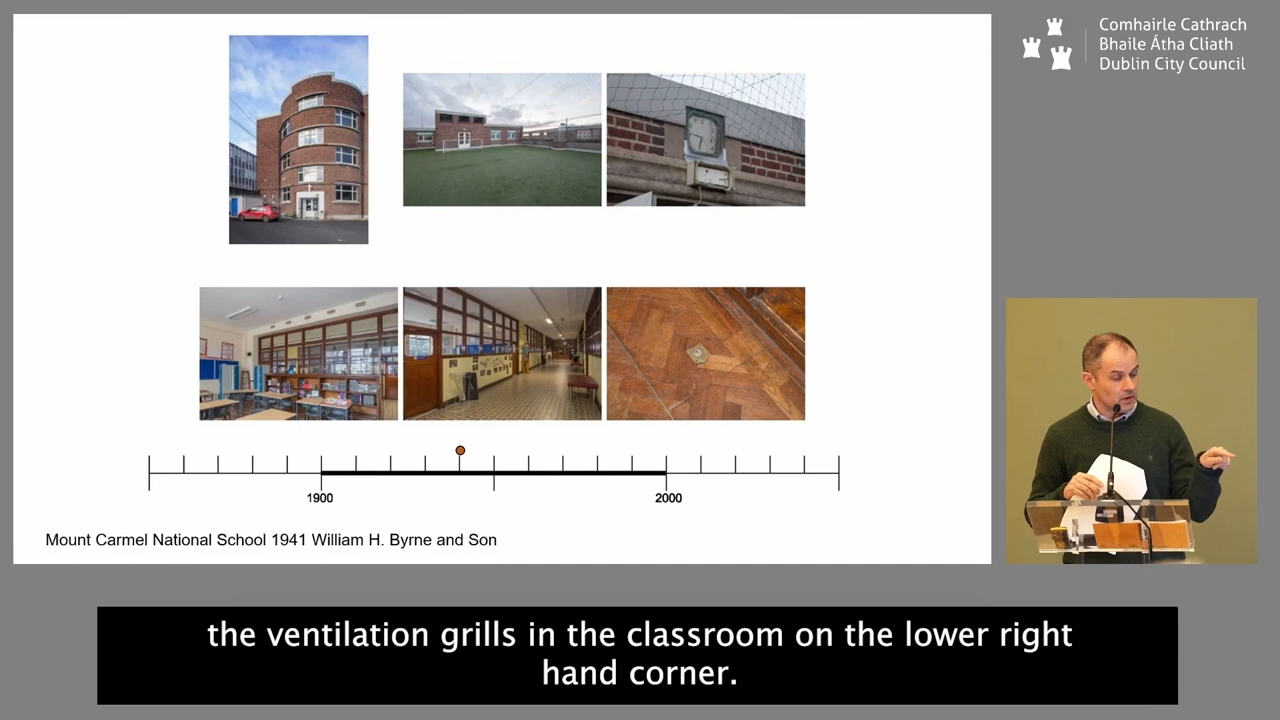 Comhairle Cathrach
Bhaile Átha Cliath
Dublin City Council
1900
2000
Mount Carmel National School 1941 William H. Byrne and Son
the ventilation grills in the classroom on the lower right
hand corner.